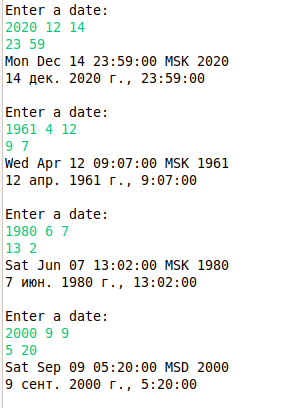 Enter a date:
2020 12 14
23 59
Mon Dec 14 23:59:00 MSK 2020
14 дек. 2020 г., 23:59:00
Enter a date:
1961 4 12
9 7
Wed Apr 12 09:07:00 MSK 1961
12 апр. 1961 г., 9:07:00
Enter a date:
1980 6 7
13 2
Sat Jun 07 13:02:00 MSK 1980
7 июн. 1980 г., 13:02:00
Enter a date:
2000 9 9
5 20
Sat Sep 09 05:20:00 MSD 2000
9 сент. 2000 г., 5:20:00